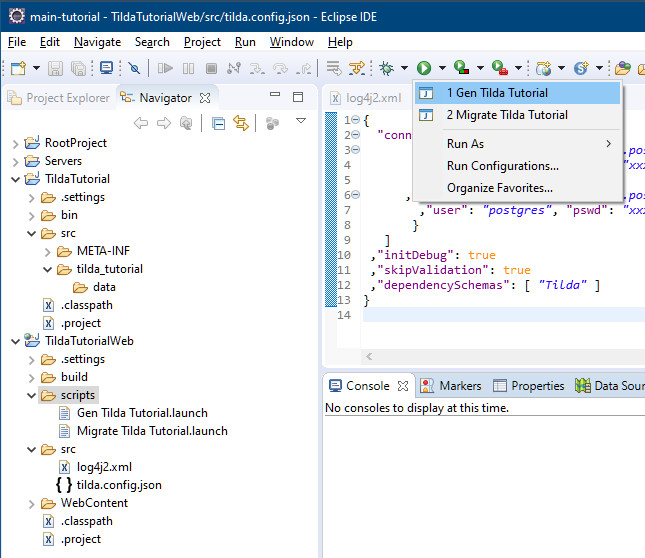 main-tutorial - TildaTutorialWeb/src/tilda.config.json - Eclipse IDE
File Edit Navigate Search Project Run Window Help
Project Explorer Navigator
RootProject
Servers
TildaTutorial
.settings
bin
src
META-INF
tilda_tutorial
data
.classpath
.project
TildaTutorialWeb
.settings
build
scripts
Gen Tilda Tutorial.launch
Migrate Tilda Tutorial.launch
src
log4j2.xml
{ } tilda.config.json
WebContent
.classpath
.project
1 Gen Tilda Tutorial
2 Migrate Tilda Tutorial
Run As
Run Configurations...
Organize Favorites...
log4j2.xml
1 {
2 "conn
3 .pos
4 "xxx
6 , .pos
7 ,"user": "postgres", "pswd": "xxx
8 }
9 ]
10 ,"initDebug": true
11 ,"skipValidation": true
12 ,"dependencySchemas": [ "Tilda" ]
13 }
14
Console Markers Properties Data Sour
No consoles to display at this time.